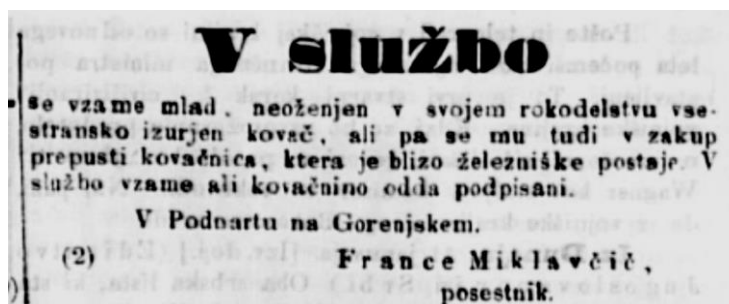 V službo
se vzame mlad, neoženjen v svojem rokodelstvu vse-
stransko izurjen kovač, ali pa se mu tudi v zakup
prepusti kovačnica, ktera je blizo železniške postaje. V
službo vzame ali kovačnino odda podpisani.
V Podnartu na Gorenjskem.
(2) Franc Miklavčič,
posestnik.